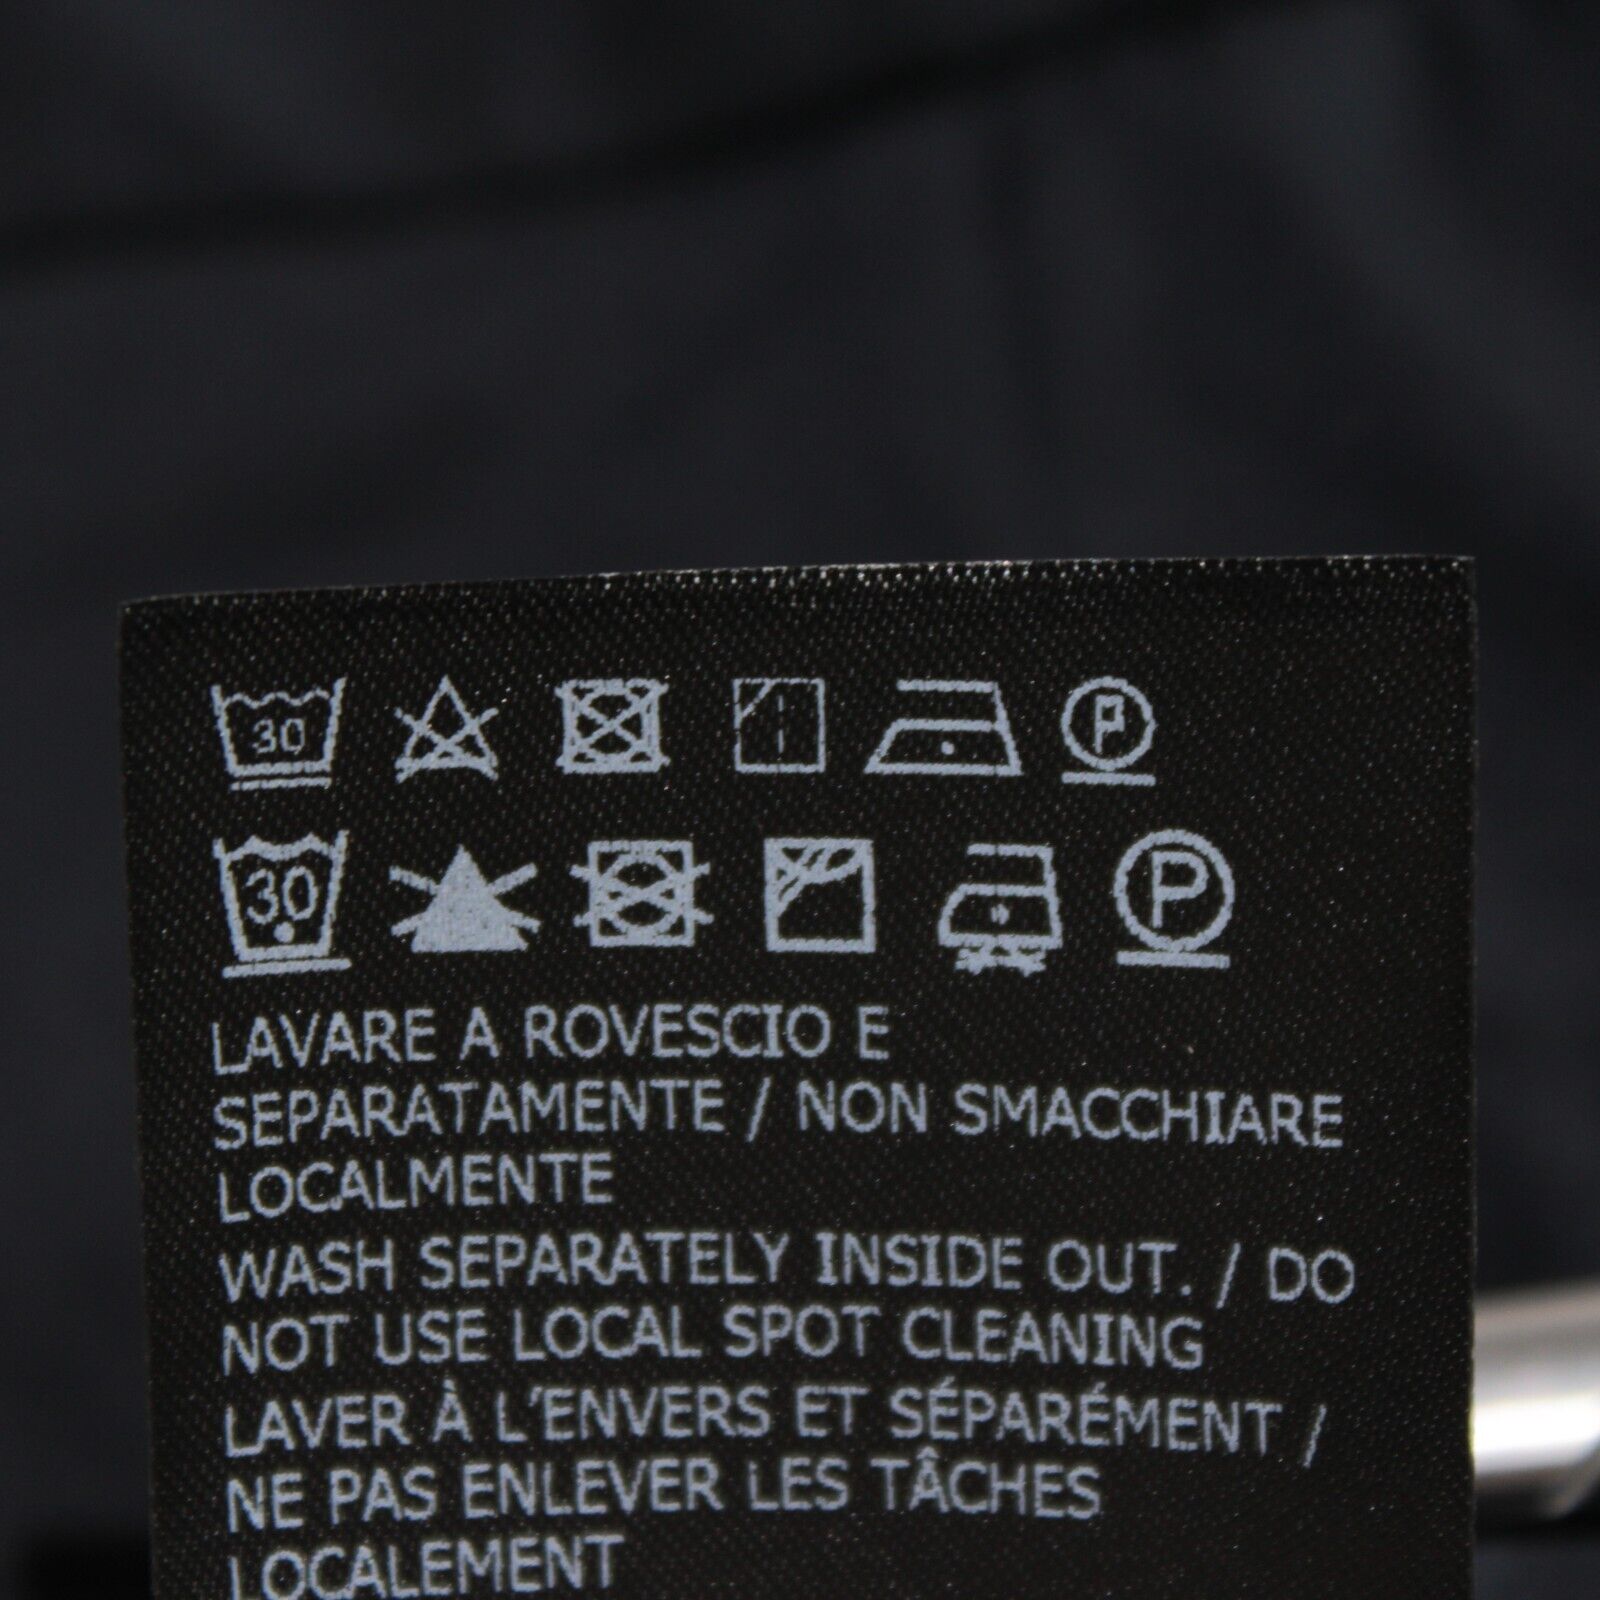 30 P
30 P
LAVARE A ROVESCIO E
SEPARATAMENTE / NON SMACCHIARE
LOCALMENTE
WASH SEPARATELY INSIDE OUT. / DO
NOT USE LOCAL SPOT CLEANING
LAVER À L'ENVERS ET SÉPARÉMENT /
NE PAS ENLEVER LES TÂCHES
LOCALEMENT